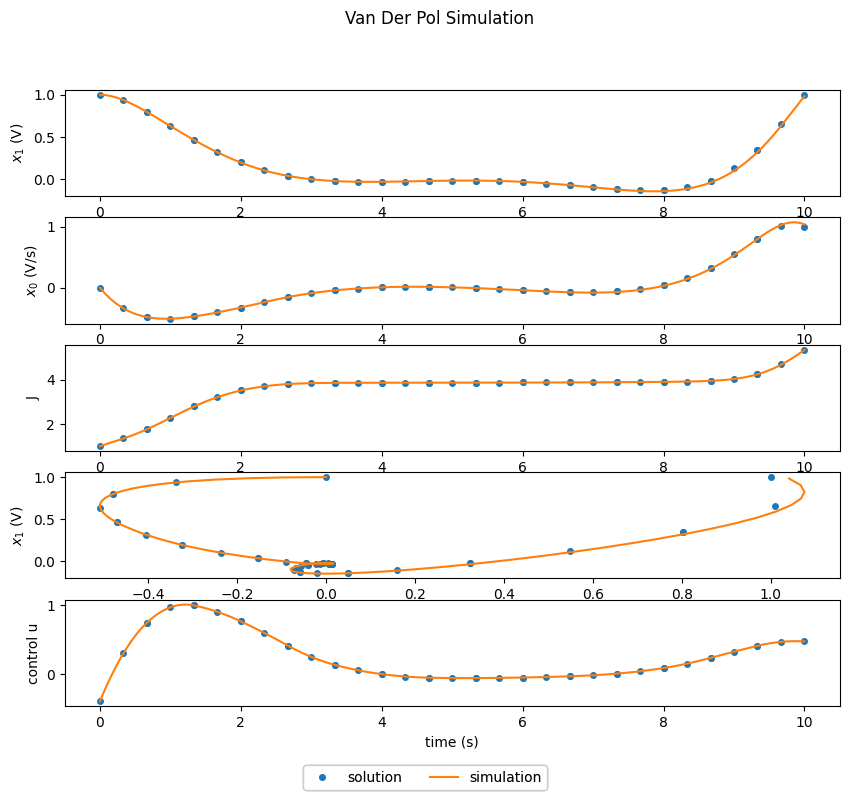 Van Der Pol Simulation
1.0
0.5
0.0
x₁ (V)
0 2 4 6 8 10
1
0
x₀ (V/s)
0 2 4 6 8 10
4
2
J
0 2 4 6 8 10
1.0
0.5
0.0
x₁ (V)
−0.4 −0.2 0.0 0.2 0.4 0.6 0.8 1.0
1
0
control u
0 2 4 6 8 10
time (s)
solution simulation